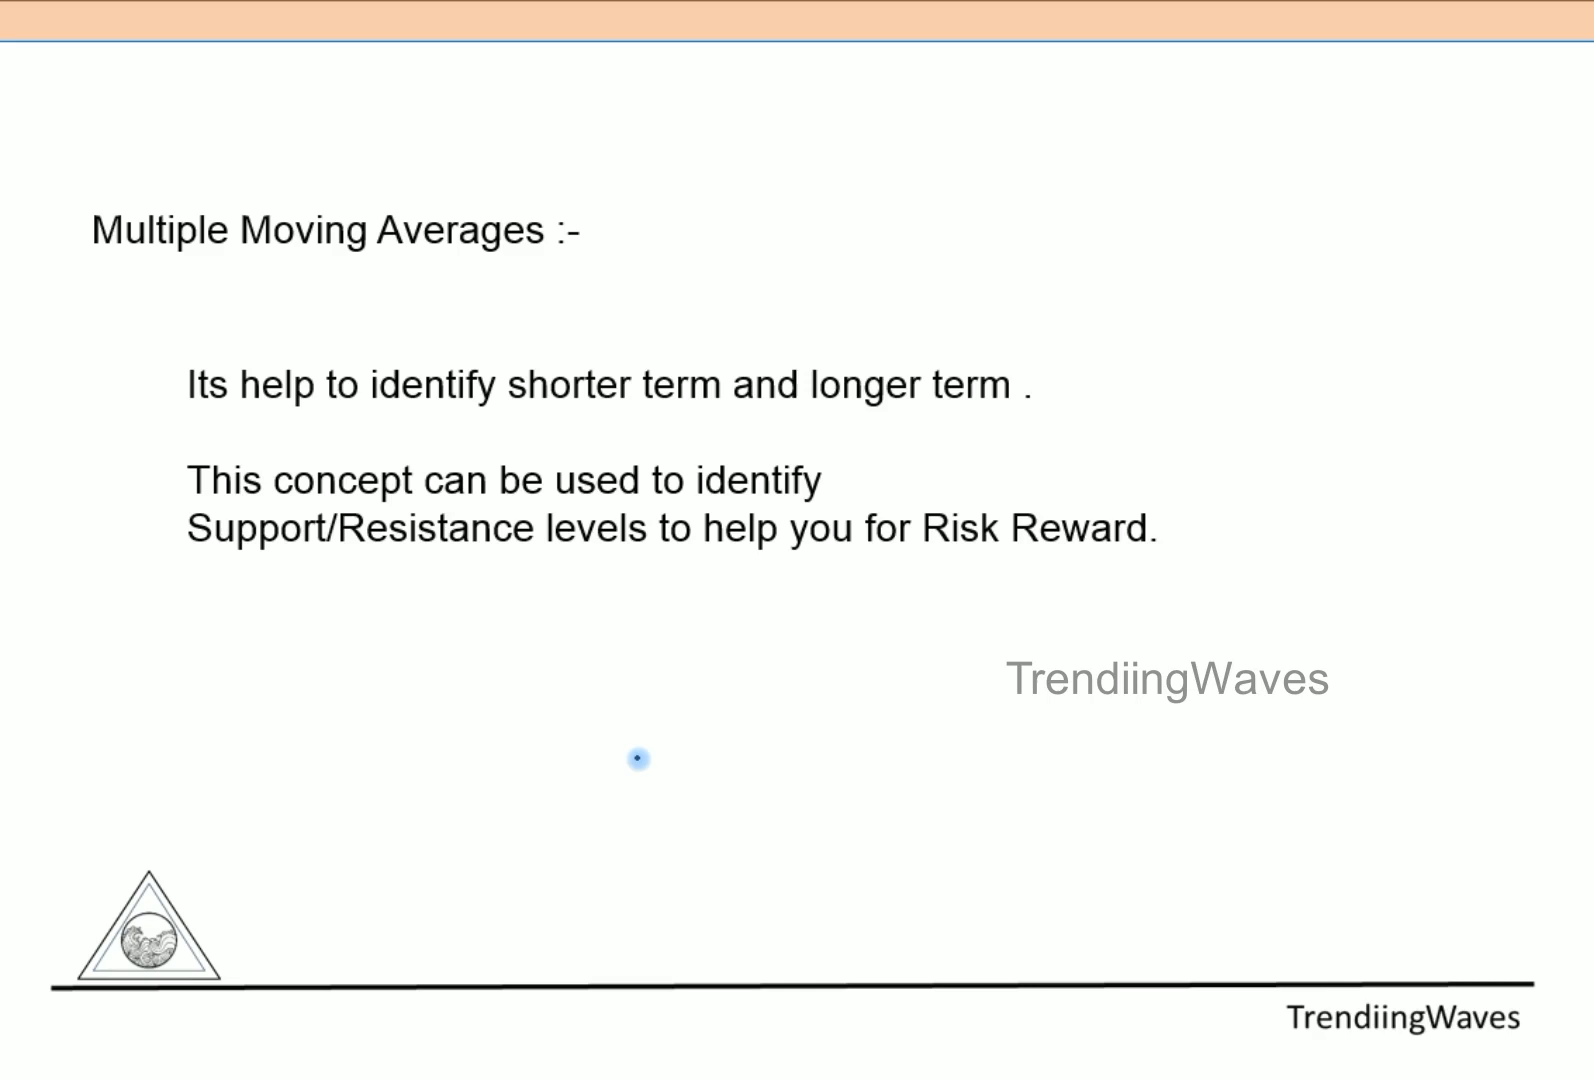 Multiple Moving Averages :-
Its help to identify shorter term and longer term .
This concept can be used to identify
Support/Resistance levels to help you for Risk Reward.
TrendiingWaves
TrendiingWaves